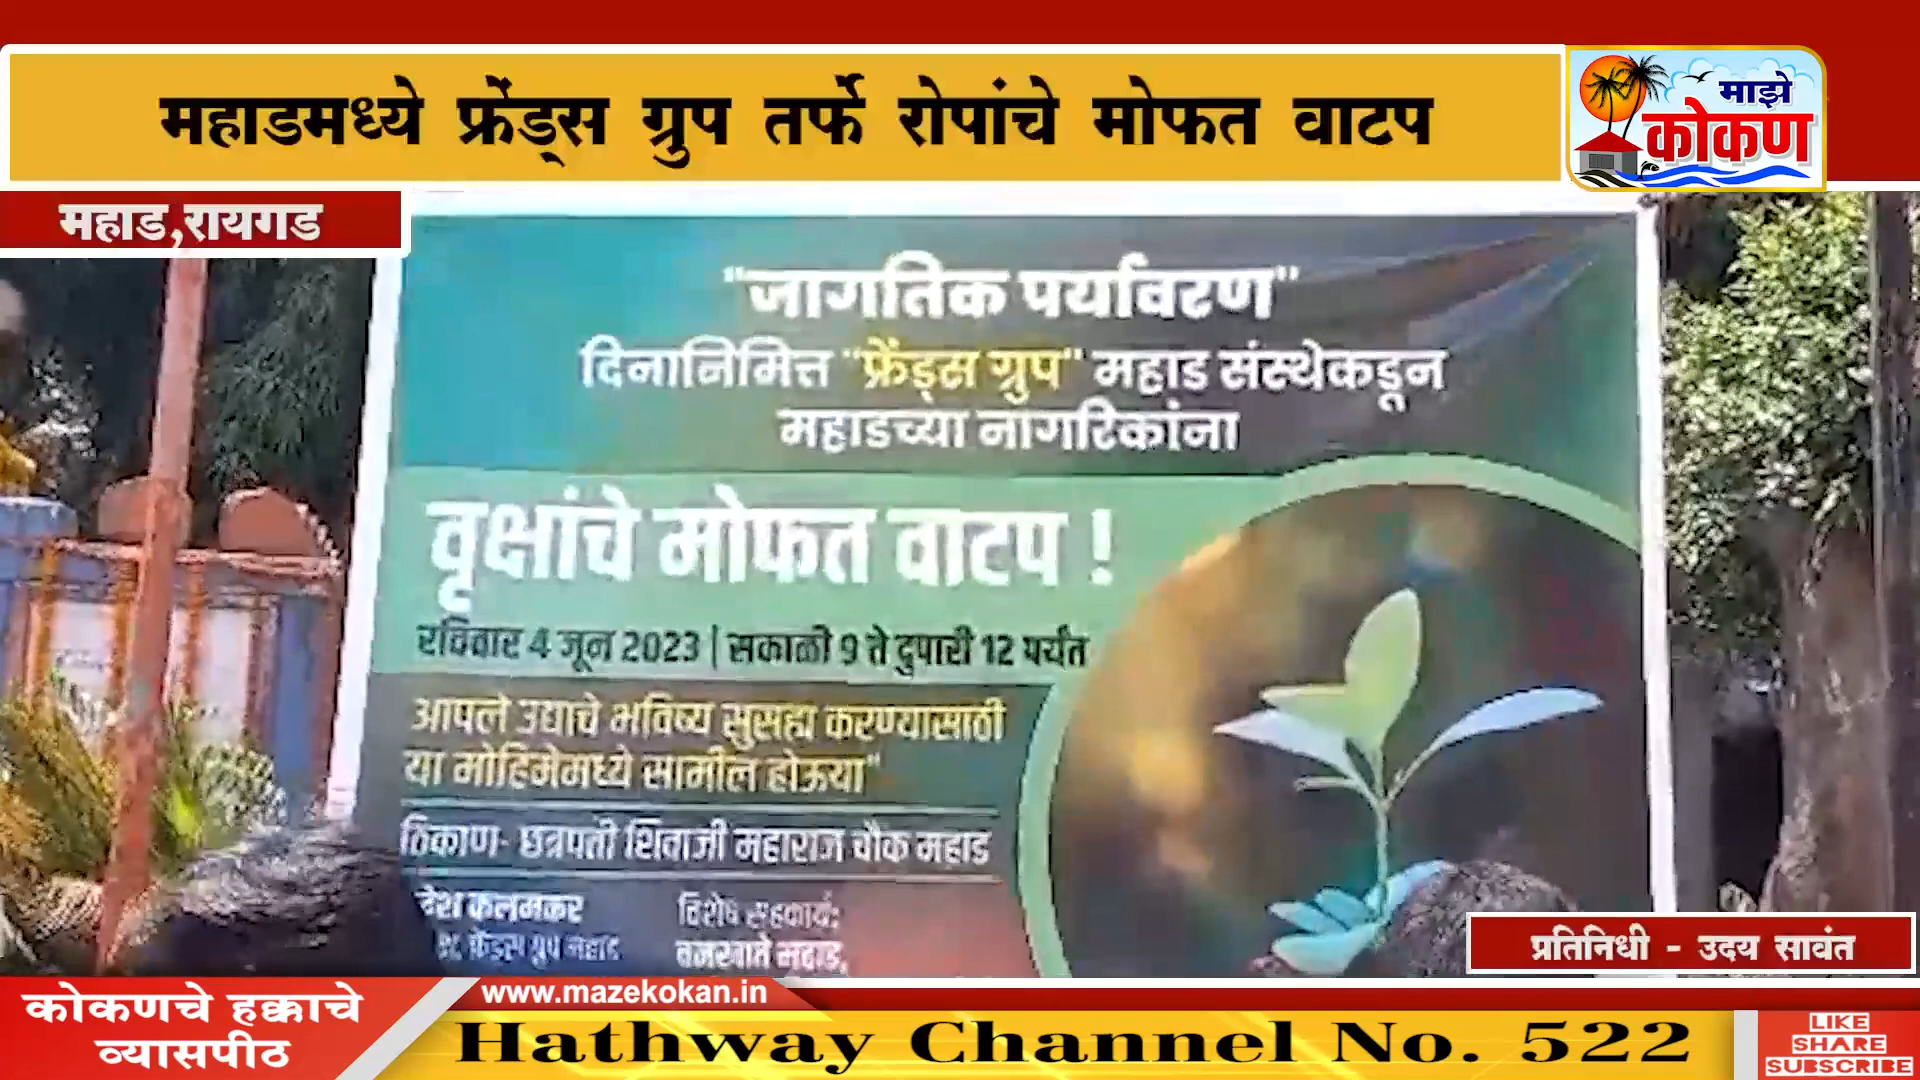 महाडमध्ये फ्रेंड्स ग्रुप तर्फे रोपांचे मोफत वाटप
माझे
कोकण
महाड,रायगड
"जागतिक पर्यावरण"
दिनानिमित्त "फ्रेंड्स ग्रुप" महाड संस्थेकडून
महाडच्या नागरिकांना
वृक्षांचे मोफत वाटप !
रविवार 4 जून 2023 | सकाळी 9 ते दुपारी 12 पर्यंत
आपले उद्याचे भविष्य सुसह्य करण्यासाठी
या मोहिमेमध्ये सामील होऊया"
ठिकाण- छत्रपती शिवाजी महाराज चौक महाड
कलमकर
फ्रेंड्स ग्रुप महाड
विशेष सहकार्य:
प्रतिनिधी - उदय सावंत
कोकणचे हक्काचे
व्यासपीठ
www.mazekokan.in
Hathway Channel No. 522
LIKE
SHARE
SUBSCRIBE